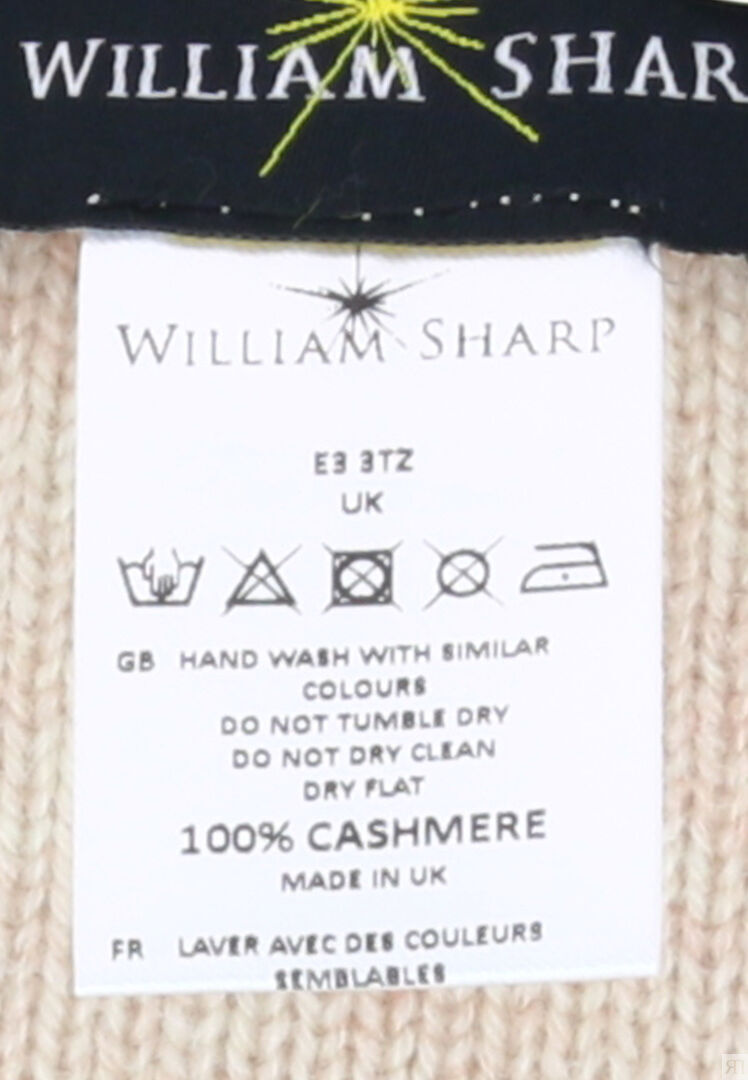 WILLIAM SHAR
WILLIAM SHARP
E3 3TZ
UK
GB HAND WASH WITH SIMILAR
COLOURS
DO NOT TUMBLE DRY
DO NOT DRY CLEAN
DRY FLAT
100% CASHMERE
MADE IN UK
FR LAVER AVEC DES COULEURS
SEMBLABLES